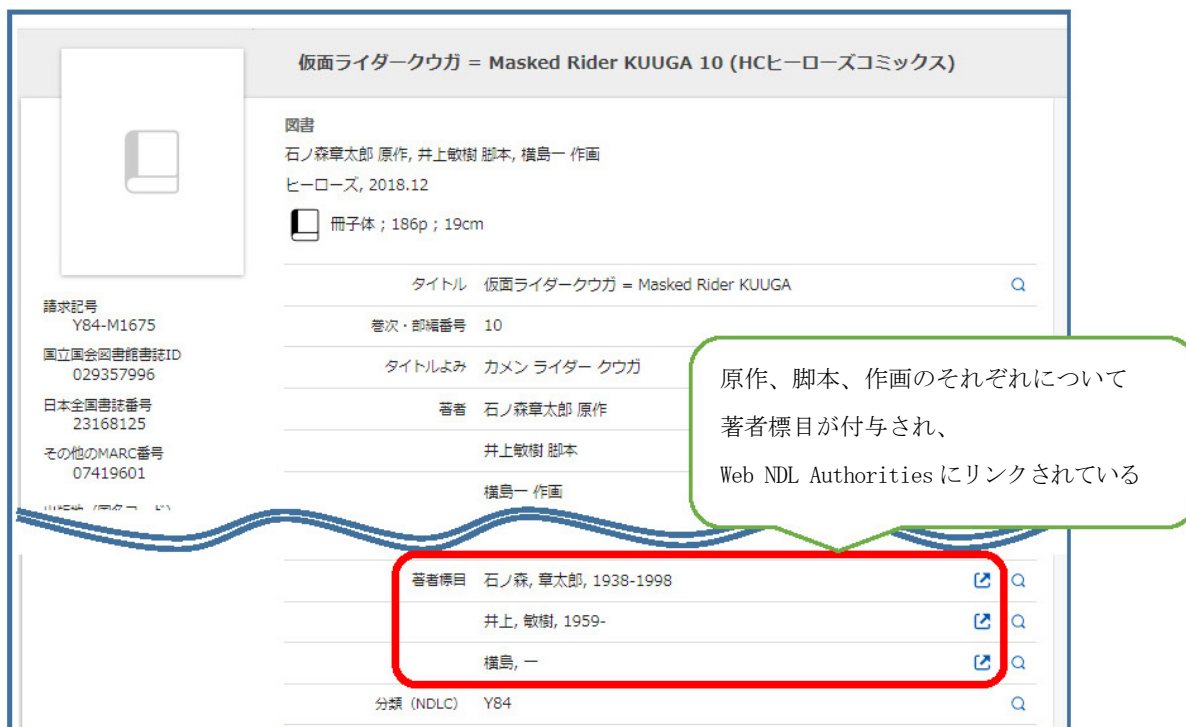 仮面ライダークウガ = Masked Rider KUUGA 10 (HCヒーローズコミックス)
図書
石ノ森章太郎 原作, 井上敏樹 脚本, 横島一 作画
ヒーローズ, 2018.12
冊子体 ; 186p ; 19cm
請求記号
Y84-M1675
国立国会図書館書誌ID
029357996
日本全国書誌番号
23168125
その他のMARC番号
07419601
タイトル 仮面ライダークウガ = Masked Rider KUUGA
巻次・部編番号 10
タイトルよみ カメン ライダー クウガ
著者 石ノ森章太郎 原作
井上敏樹 脚本
横島一 作画
原作、脚本、作画のそれぞれについて
著者標目が付与され、
Web NDL Authorities にリンクされている
著者標目 石ノ森, 章太郎, 1938-1998
井上, 敏樹, 1959-
横島, 一
分類（NDLC） Y84